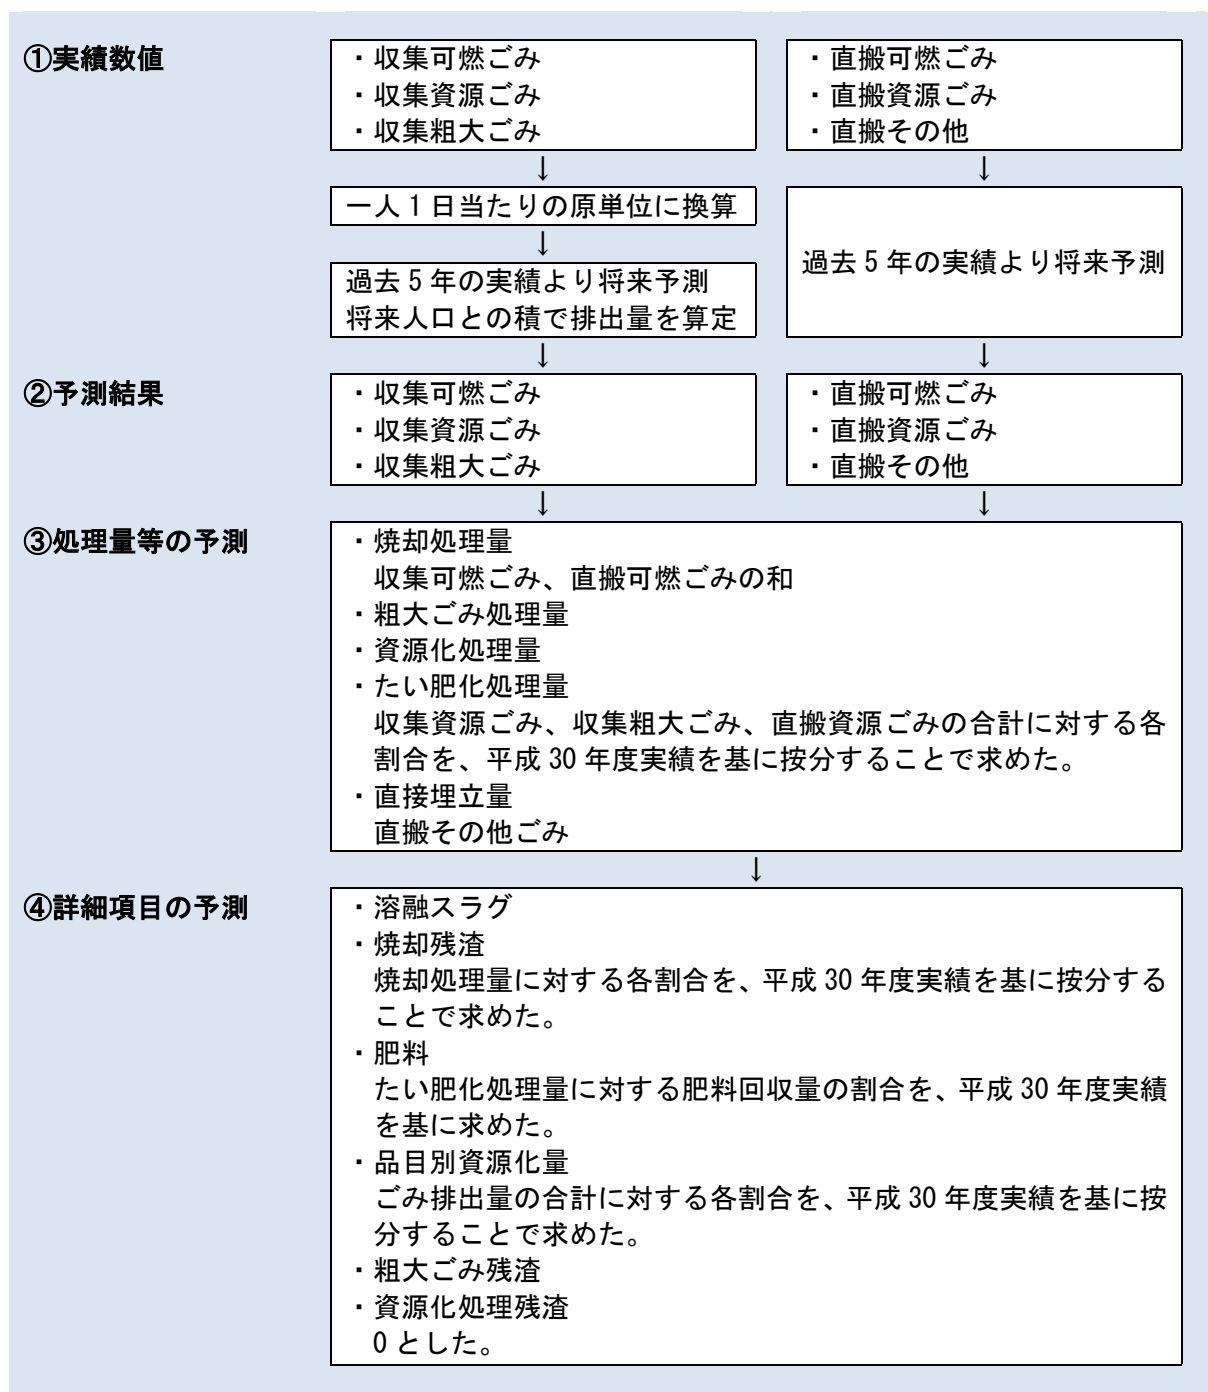 ①実績数値
・収集可燃ごみ
・収集資源ごみ
・収集粗大ごみ
・直搬可燃ごみ
・直搬資源ごみ
・直搬その他
↓
↓
一人1日当たりの原単位に換算
↓
過去5年の実績より将来予測
将来人口との積で排出量を算定
過去5年の実績より将来予測
↓
↓
②予測結果
・収集可燃ごみ
・収集資源ごみ
・収集粗大ごみ
・直搬可燃ごみ
・直搬資源ごみ
・直搬その他
↓
↓
③処理量等の予測
・焼却処理量
収集可燃ごみ、直搬可燃ごみの和
・粗大ごみ処理量
・資源化処理量
・たい肥化処理量
収集資源ごみ、収集粗大ごみ、直搬資源ごみの合計に対する各
割合を、平成30年度実績を基に按分することで求めた。
・直接埋立量
直搬その他ごみ
↓
④詳細項目の予測
・溶融スラグ
・焼却残渣
焼却処理量に対する各割合を、平成30年度実績を基に按分する
ことで求めた。
・肥料
たい肥化処理量に対する肥料回収量の割合を、平成30年度実績
を基に求めた。
・品目別資源化量
ごみ排出量の合計に対する各割合を、平成30年度実績を基に按
分することで求めた。
・粗大ごみ残渣
・資源化処理残渣
0とした。